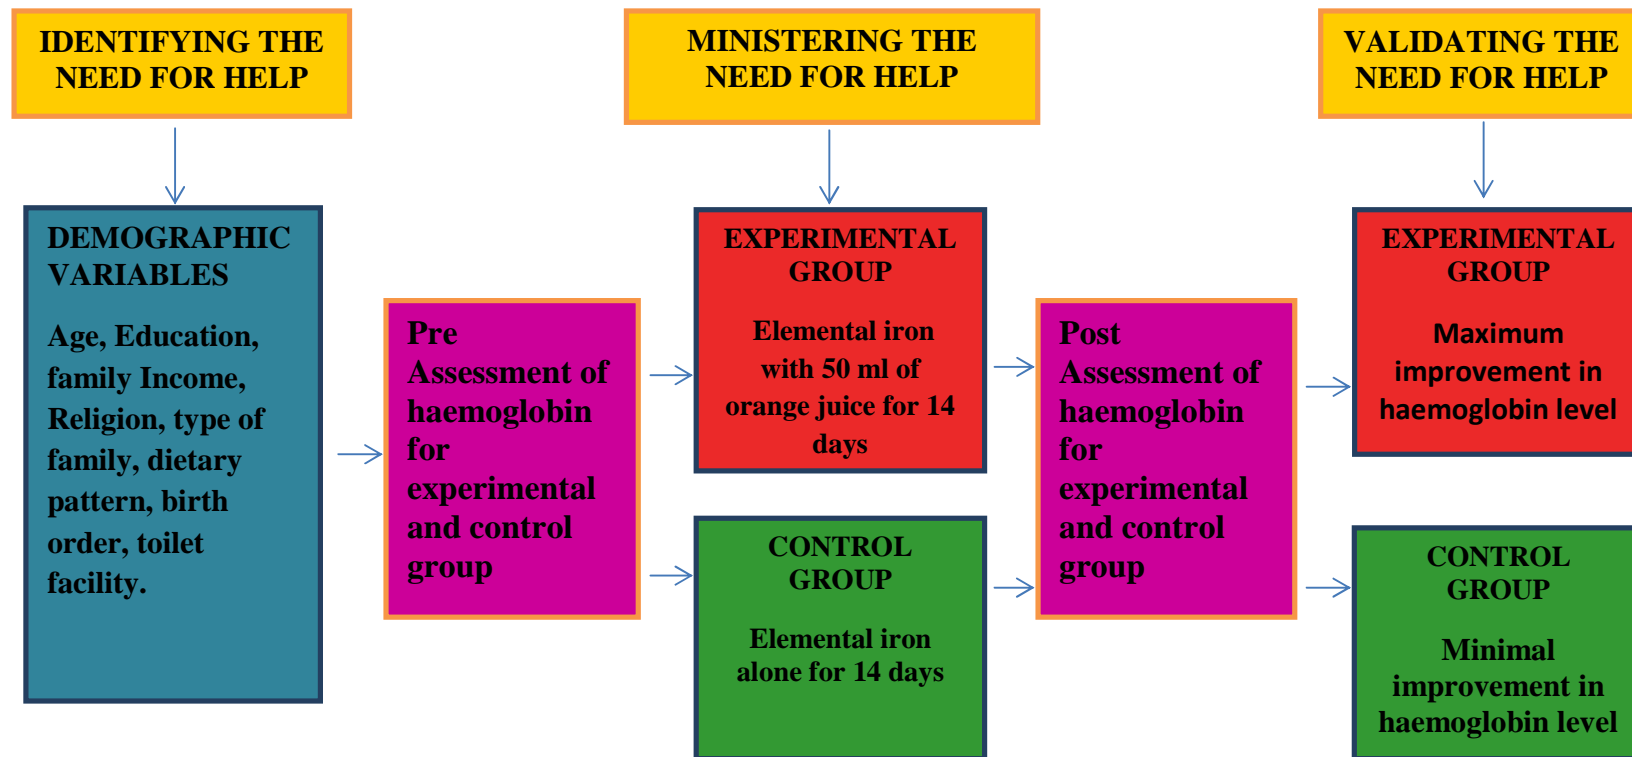 IDENTIFYING THE
NEED FOR HELP
MINISTERING THE
NEED FOR HELP
VALIDATING THE
NEED FOR HELP
DEMOGRAPHIC
VARIABLES
Age, Education,
family Income,
Religion, type of
family, dietary
pattern, birth
order, toilet
facility.
Pre
Assessment of
haemoglobin
for
experimental
and control
group
EXPERIMENTAL
GROUP
Elemental iron
with 50 ml of
orange juice for 14
days
CONTROL
GROUP
Elemental iron
alone for 14 days
Post
Assessment of
haemoglobin
for
experimental
and control
group
EXPERIMENTAL
GROUP
Maximum
improvement in
haemoglobin level
CONTROL
GROUP
Minimal
improvement in
haemoglobin level